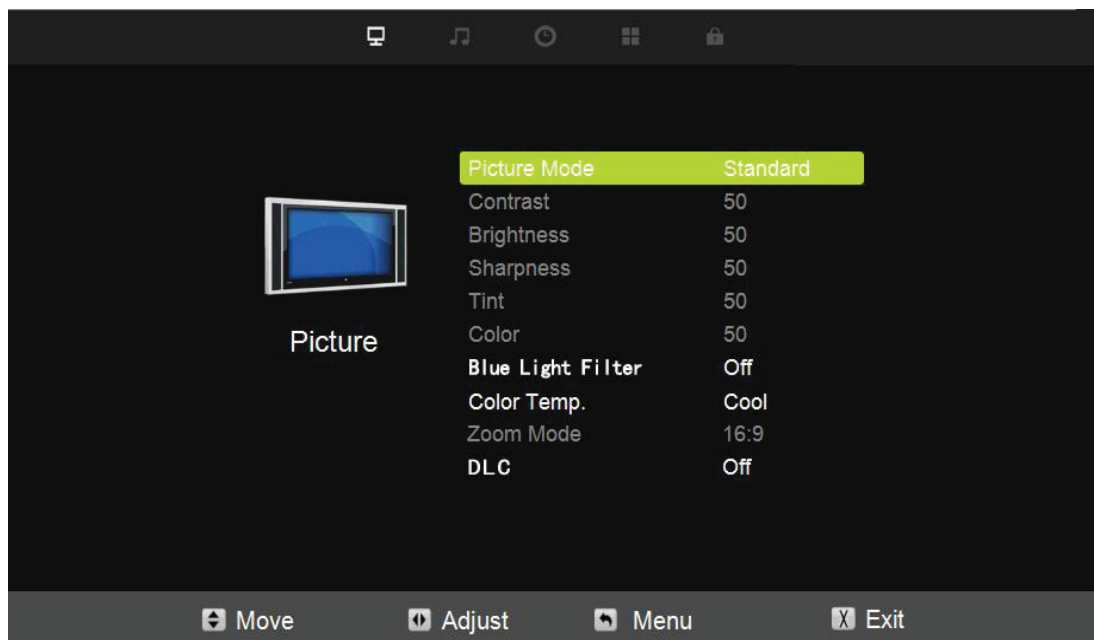 Picture Mode Standard
Contrast 50
Brightness 50
Sharpness 50
Tint 50
Picture
Color 50
Blue Light Filter Off
Color Temp. Cool
Zoom Mode 16:9
DLC Off
Move Adjust Menu X Exit